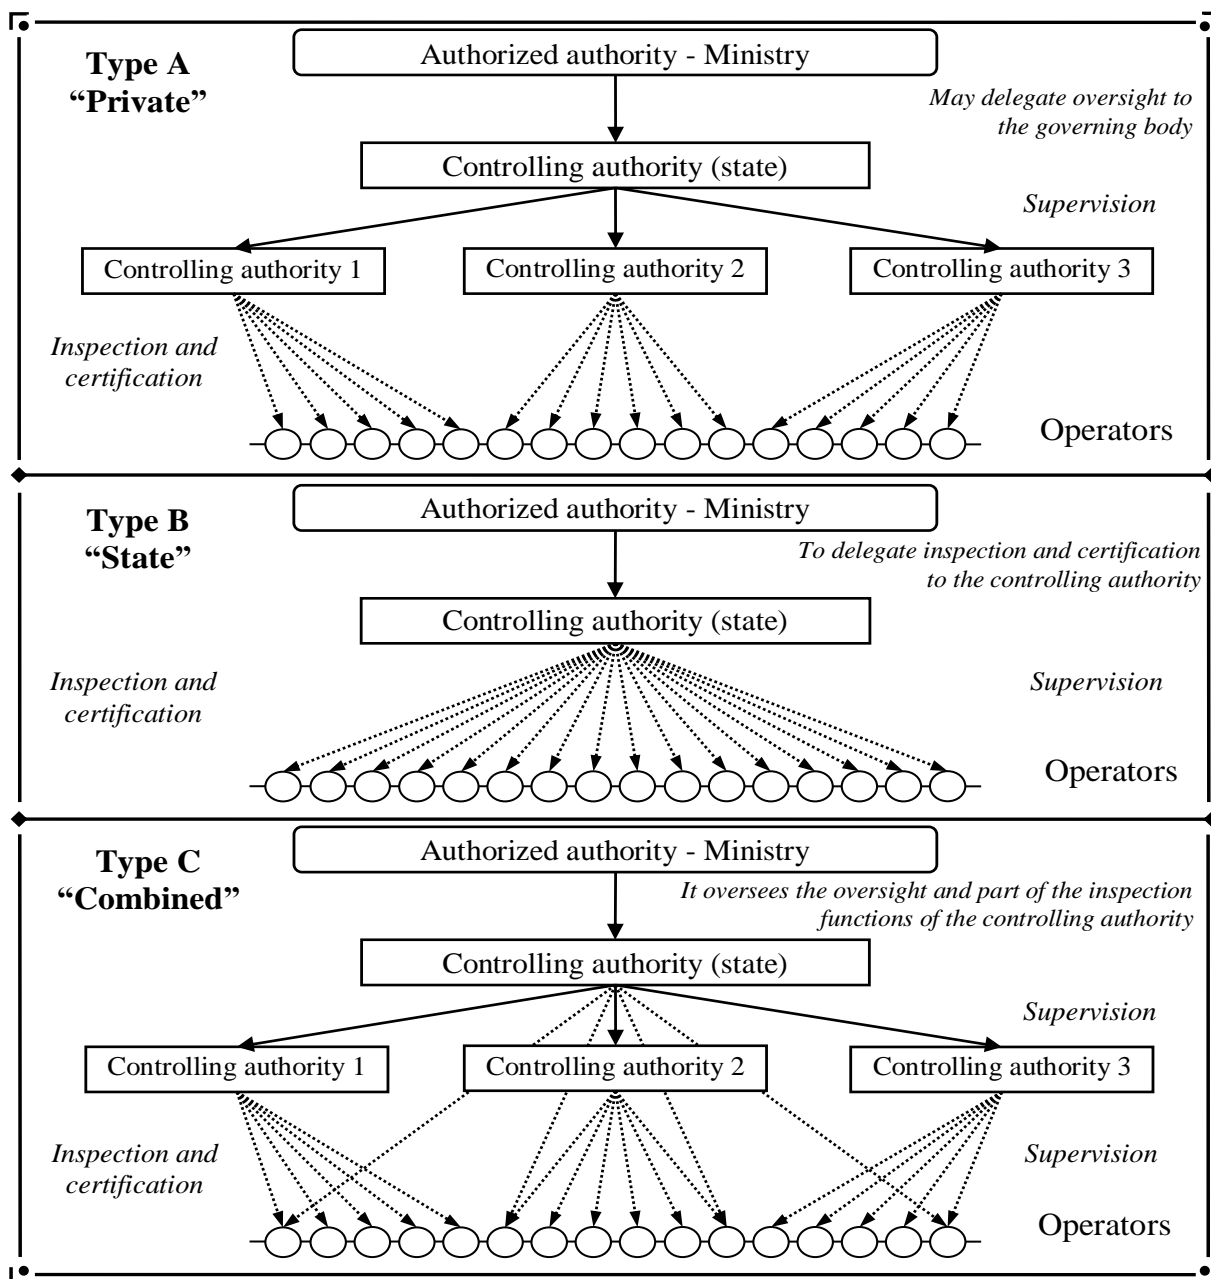 Type A
“Private”
Authorized authority - Ministry
May delegate oversight to
the governing body
Controlling authority (state)
Supervision
Controlling authority 1
Controlling authority 2
Controlling authority 3
Inspection and
certification
Operators
Type B
“State”
Authorized authority - Ministry
To delegate inspection and certification
to the controlling authority
Controlling authority (state)
Inspection and
certification
Supervision
Operators
Type C
“Combined”
Authorized authority - Ministry
It oversees the oversight and part of the inspection
functions of the controlling authority
Controlling authority (state)
Supervision
Controlling authority 1
Controlling authority 2
Controlling authority 3
Inspection and
certification
Supervision
Operators